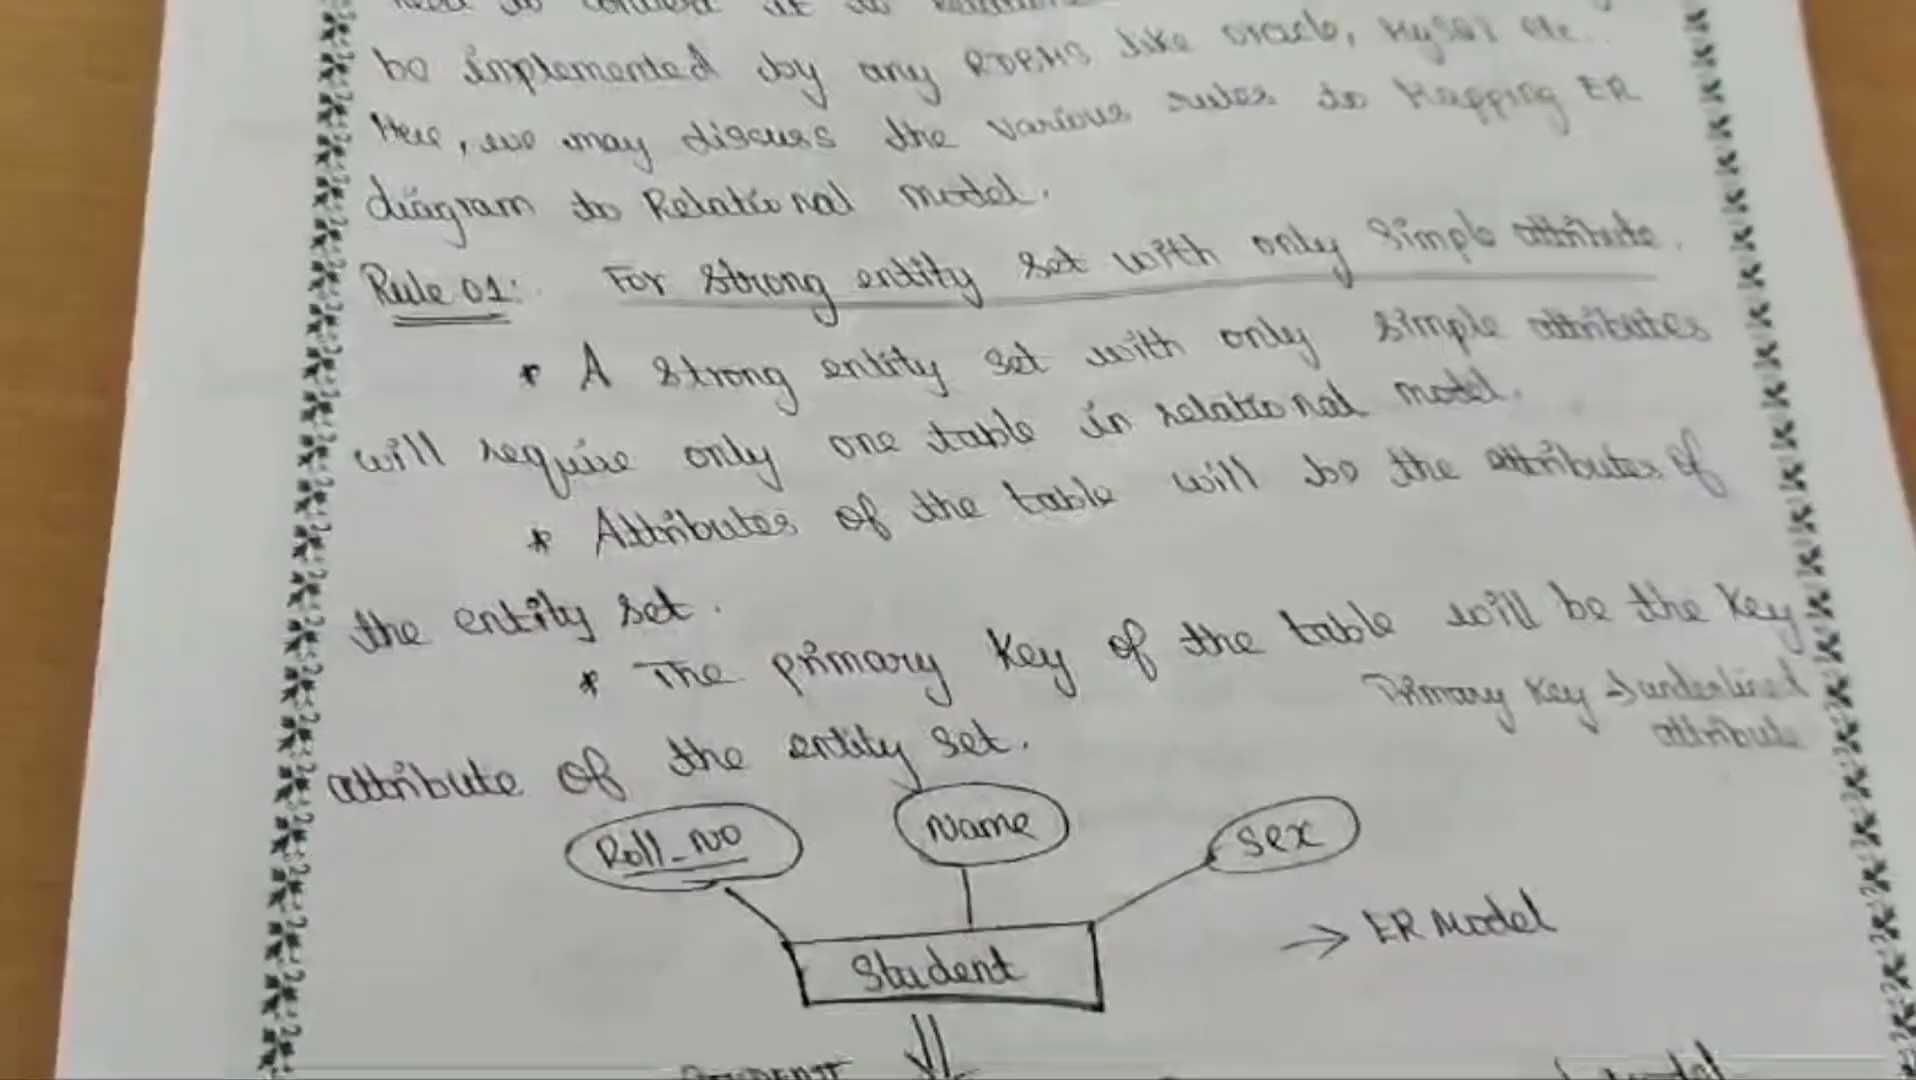 be implemented by any RDBMS like oracle, MySQL etc.
Here, we may discuss the various rules to Mapping ER
diagram to Relational model.
Rule 01: For strong entity set with only simple attribute.
* A strong entity set with only simple attributes
will require only one table in relational model.
* Attributes of the table will be the attributes of
the entity set.
* The primary key of the table will be the key
Primary key → underlined
attribute
attribute of the entity set.
Roll_No Name Sex
→ ER Model
Student